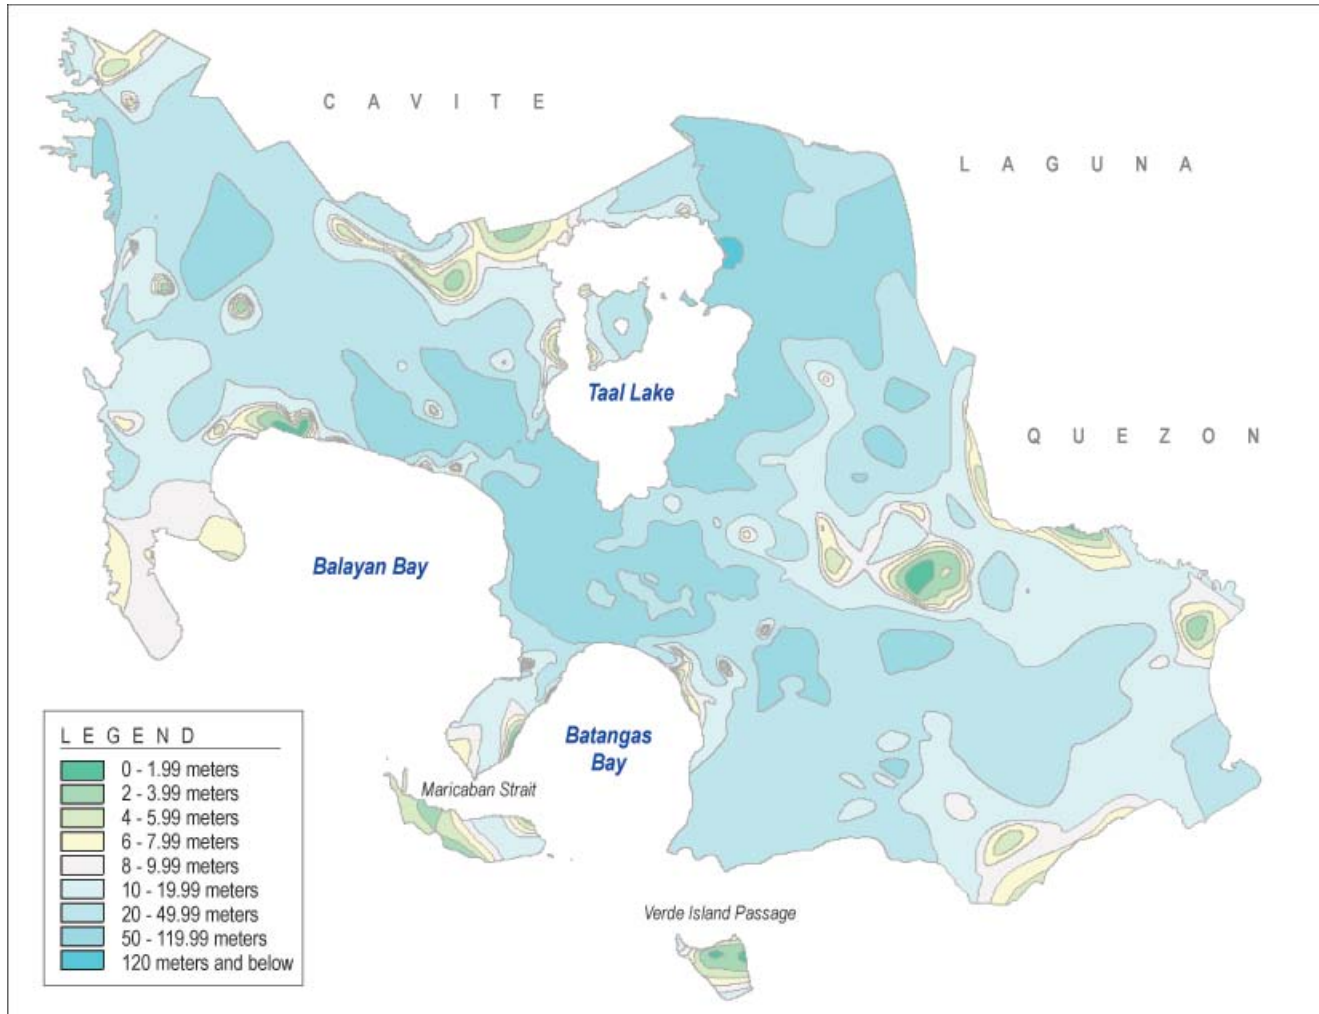 C A V I T E
L A G U N A
Taal Lake
Q U E Z O N
Balayan Bay
Batangas
Bay
Maricaban Strait
Verde Island Passage
L E G E N D
0 - 1.99 meters
2 - 3.99 meters
4 - 5.99 meters
6 - 7.99 meters
8 - 9.99 meters
10 - 19.99 meters
20 - 49.99 meters
50 - 119.99 meters
120 meters and below